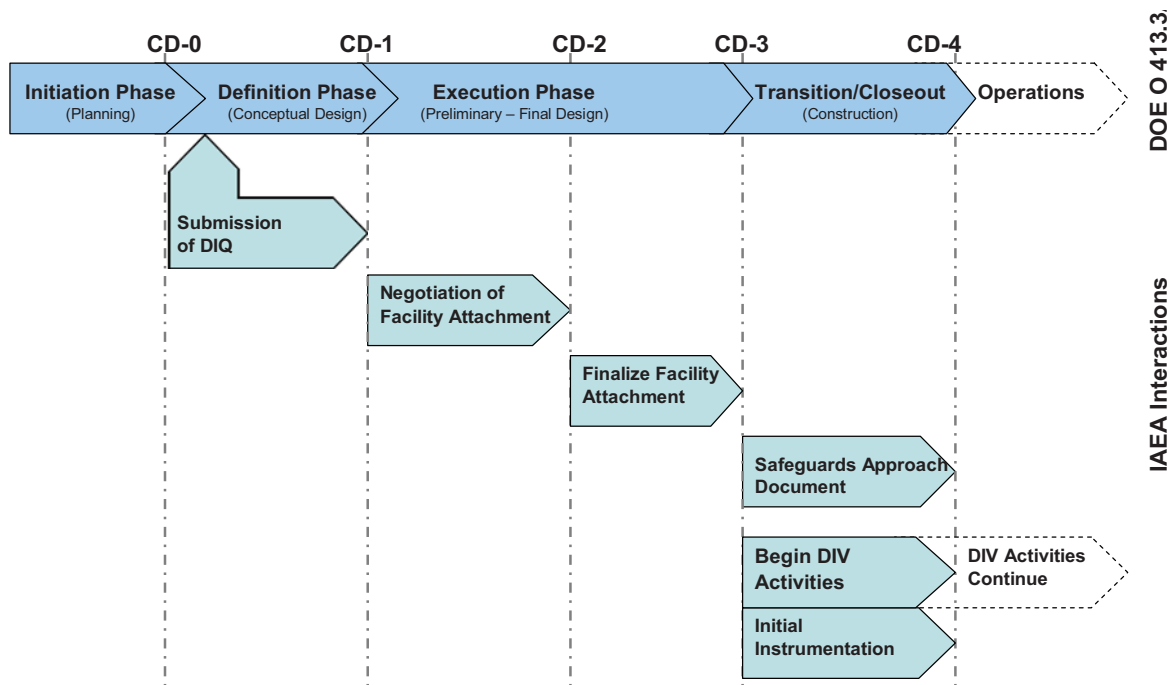 CD-0
CD-1
CD-2
CD-3
CD-4
Initiation Phase
(Planning)
Definition Phase
(Conceptual Design)
Execution Phase
(Preliminary – Final Design)
Transition/Closeout
(Construction)
Operations
DOE O 413.3
Submission
of DIQ
Negotiation of
Facility Attachment
Finalize Facility
Attachment
Safeguards Approach
Document
Begin DIV
Activities
DIV Activities
Continue
Initial
Instrumentation
IAEA Interactions